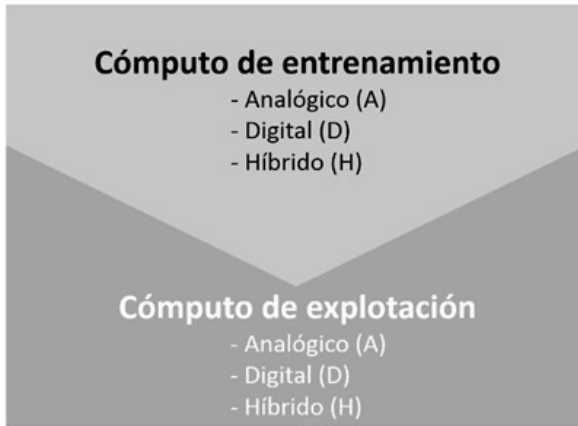 Cómputo de entrenamiento
- Analógico (A)
- Digital (D)
- Híbrido (H)
Cómputo de explotación
- Analógico (A)
- Digital (D)
- Híbrido (H)